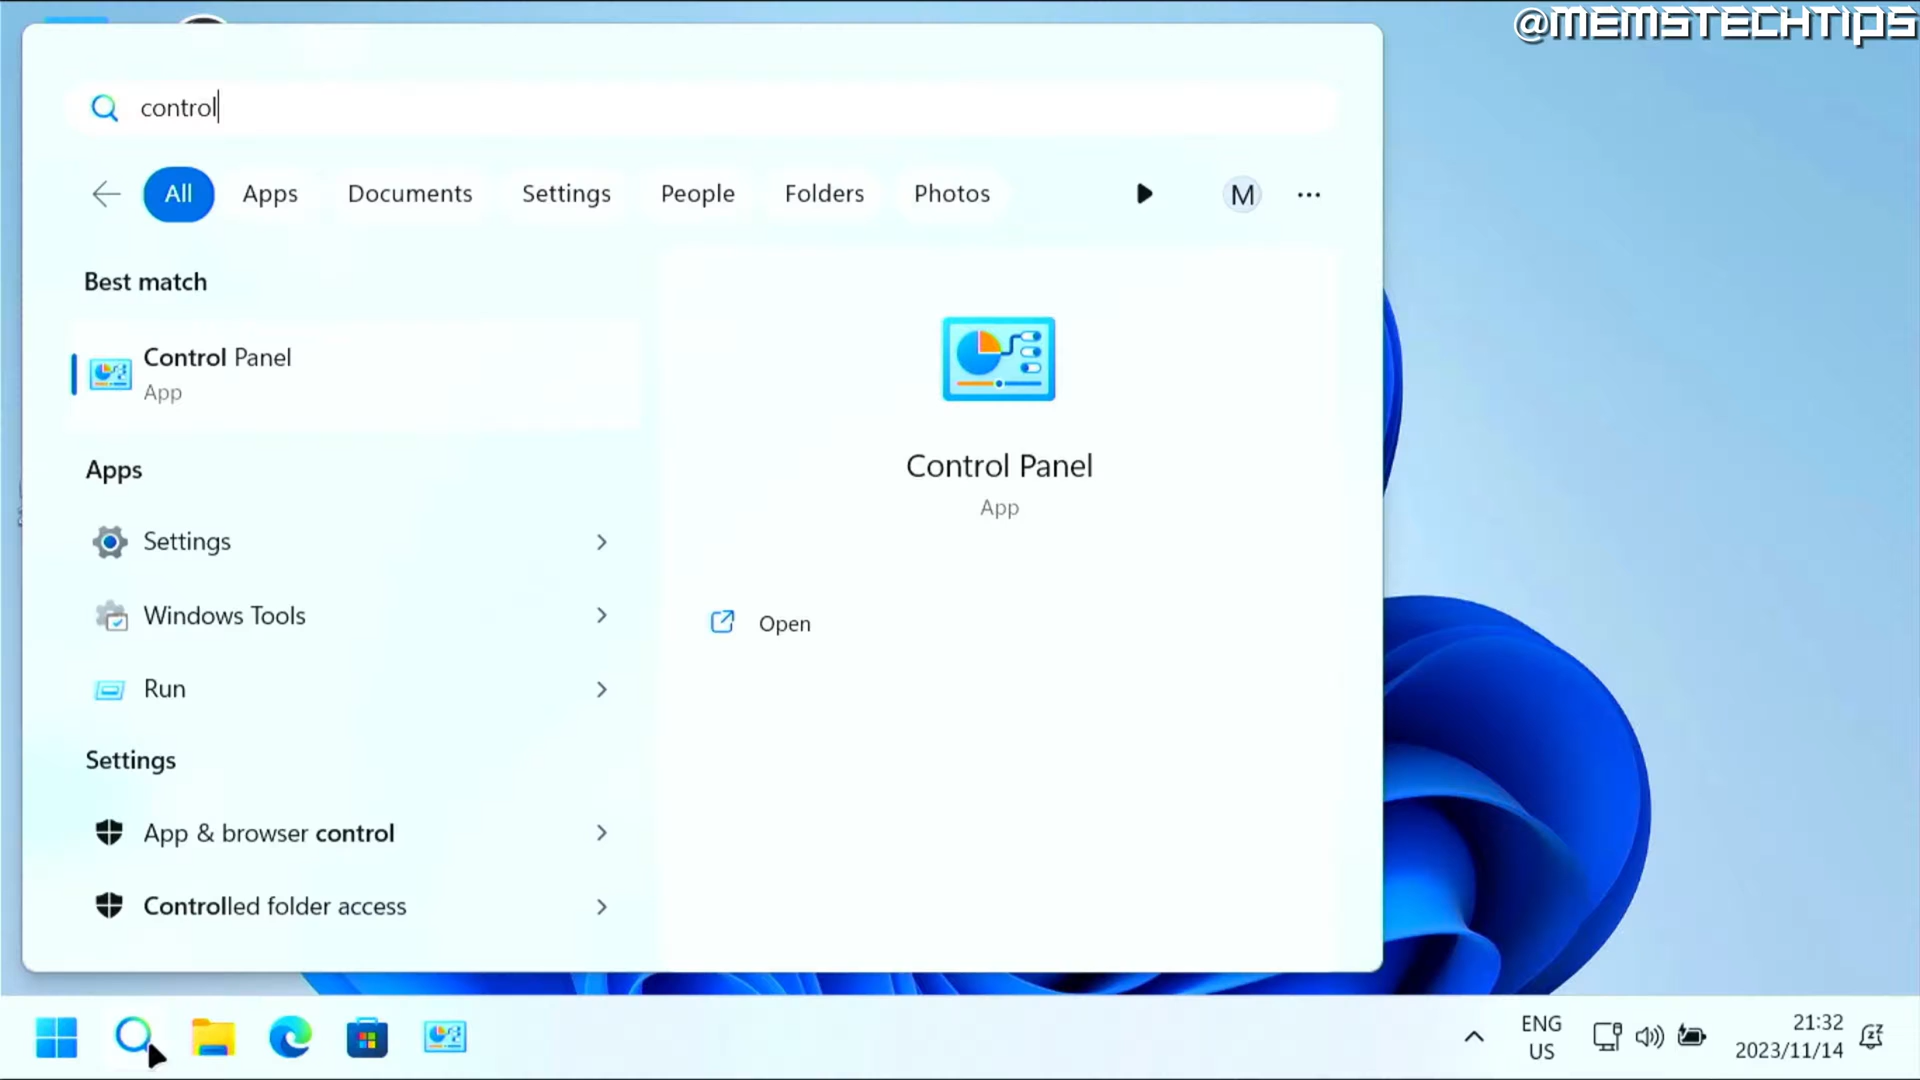 @MEMSTECHTIPS
control
All Apps Documents Settings People Folders Photos M ...
Best match
Control Panel
App
Apps
Settings
Windows Tools
Run
Settings
App & browser control
Controlled folder access
Control Panel
App
Open
ENG
US
21:32
2023/11/14